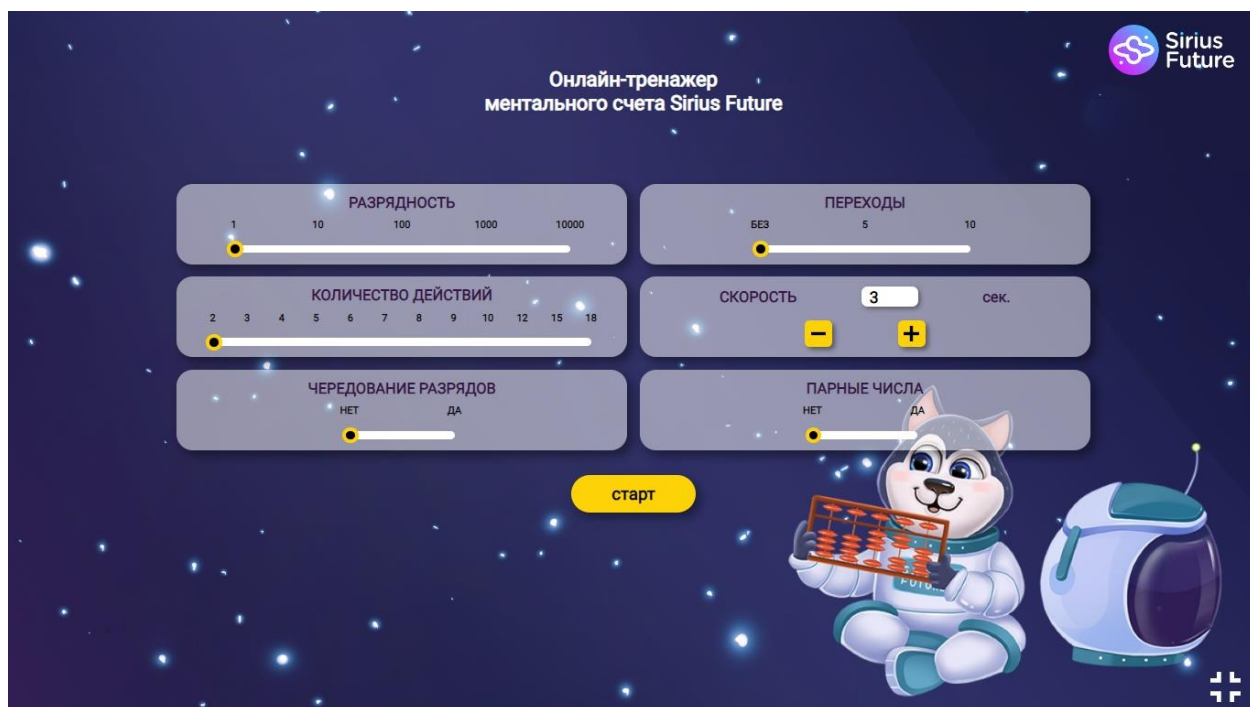 Sirius
Future
Онлайн-тренажер
ментального счета Sirius Future
РАЗРЯДНОСТЬ
1 10 100 1000 10000
ПЕРЕХОДЫ
БЕЗ 5 10
КОЛИЧЕСТВО ДЕЙСТВИЙ
2 3 4 5 6 7 8 9 10 12 15 18
СКОРОСТЬ 3 сек.
− +
ЧЕРЕДОВАНИЕ РАЗРЯДОВ
НЕТ ДА
ПАРНЫЕ ЧИСЛА
НЕТ ДА
старт